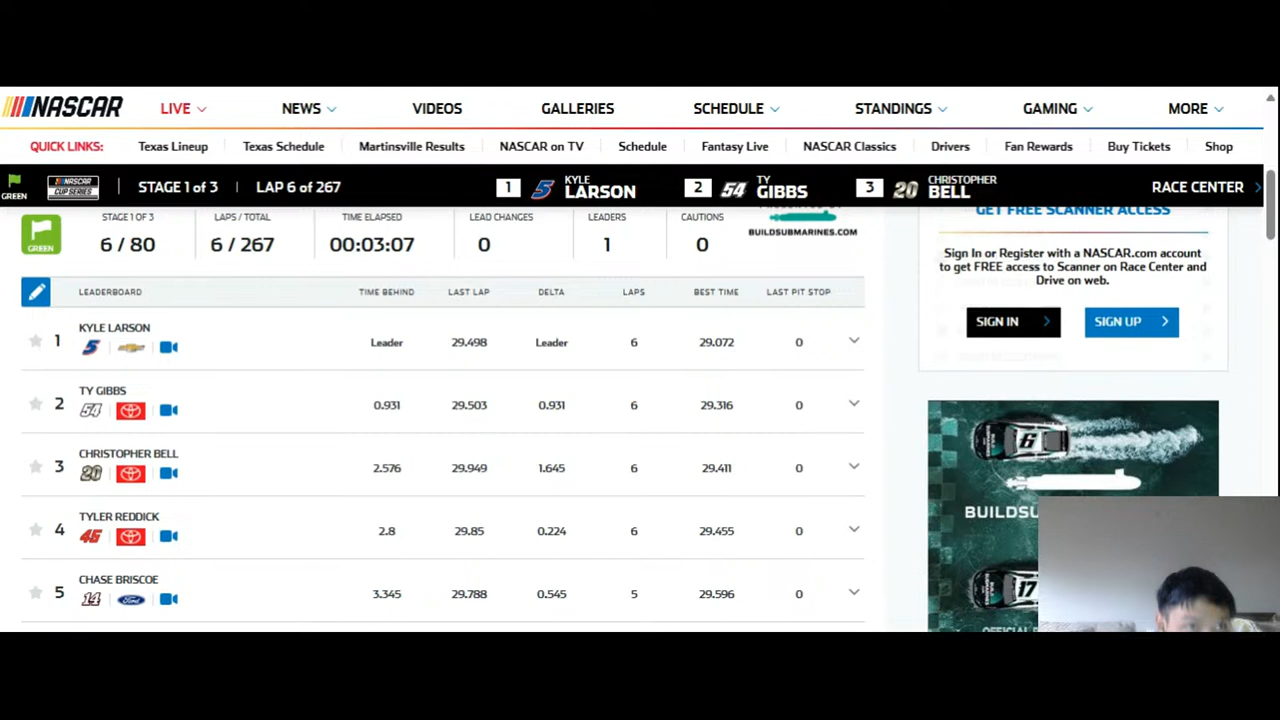 NASCAR LIVE NEWS VIDEOS GALLERIES SCHEDULE STANDINGS GAMING MORE
QUICK LINKS: Texas Lineup Texas Schedule Martinsville Results NASCAR on TV Schedule Fantasy Live NASCAR Classics Drivers Fan Rewards Buy Tickets Shop
GREEN NASCAR CUP SERIES STAGE 1 OF 3 LAP 6 OF 267 1 5 KYLE LARSON 2 54 TY GIBBS 3 20 CHRISTOPHER BELL RACE CENTER
GREEN
STAGE 1 OF 3 LAPS / TOTAL TIME ELAPSED LEAD CHANGES LEADERS CAUTIONS
6 / 80 6 / 267 00:03:07 0 1 0
BUILDSUBMARINES.COM
LEADERBOARD TIME BEHIND LAST LAP DELTA LAPS BEST TIME LAST PIT STOP
1 KYLE LARSON Leader 29.498 Leader 6 29.072 0
5
2 TY GIBBS 0.931 29.503 0.931 6 29.316 0
54
3 CHRISTOPHER BELL 2.576 29.949 1.645 6 29.411 0
20
4 TYLER REDDICK 2.8 29.85 0.224 6 29.455 0
45
5 CHASE BRISCOE 3.345 29.788 0.545 5 29.596 0
14 Ford
GET FREE SCANNER ACCESS
Sign In or Register with a NASCAR.com account
to get FREE access to Scanner on Race Center and
Drive on web.
SIGN IN SIGN UP
6
BUILDSU
17